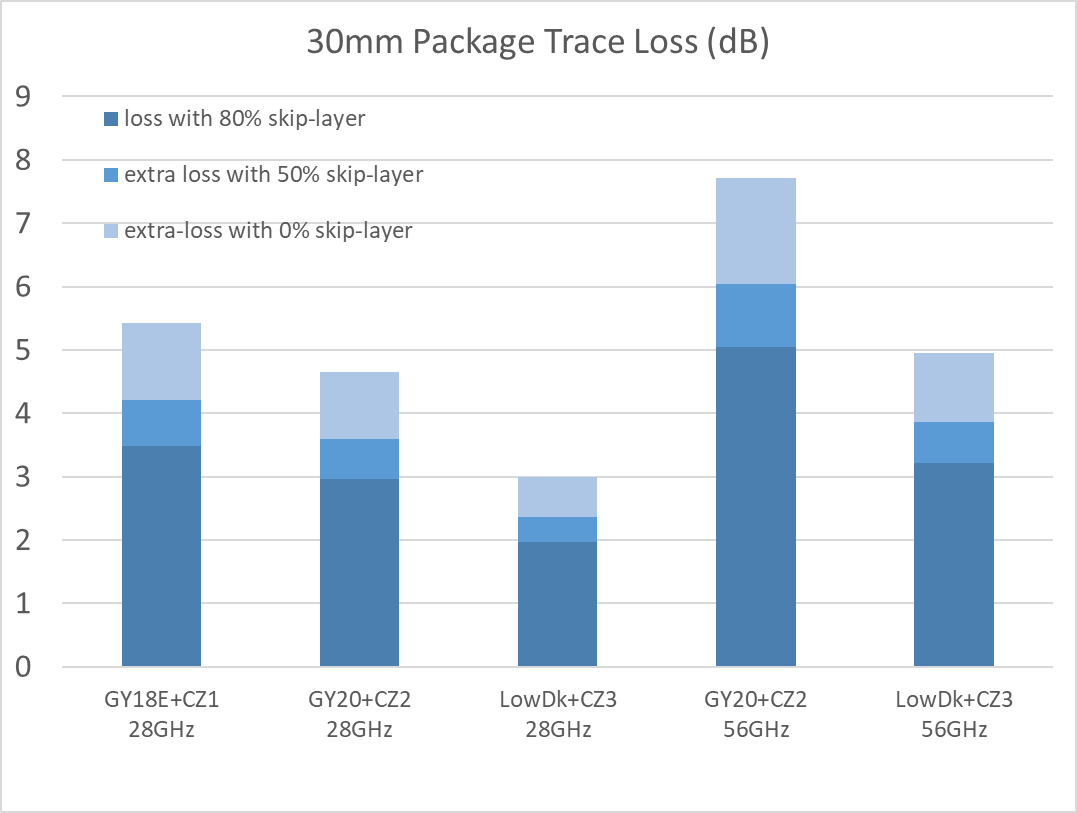 30mm Package Trace Loss (dB)
9
8
7
6
5
4
3
2
1
0
loss with 80% skip-layer
extra loss with 50% skip-layer
extra-loss with 0% skip-layer
GY18E+CZ1
28GHz
GY20+CZ2
28GHz
LowDk+CZ3
28GHz
GY20+CZ2
56GHz
LowDk+CZ3
56GHz